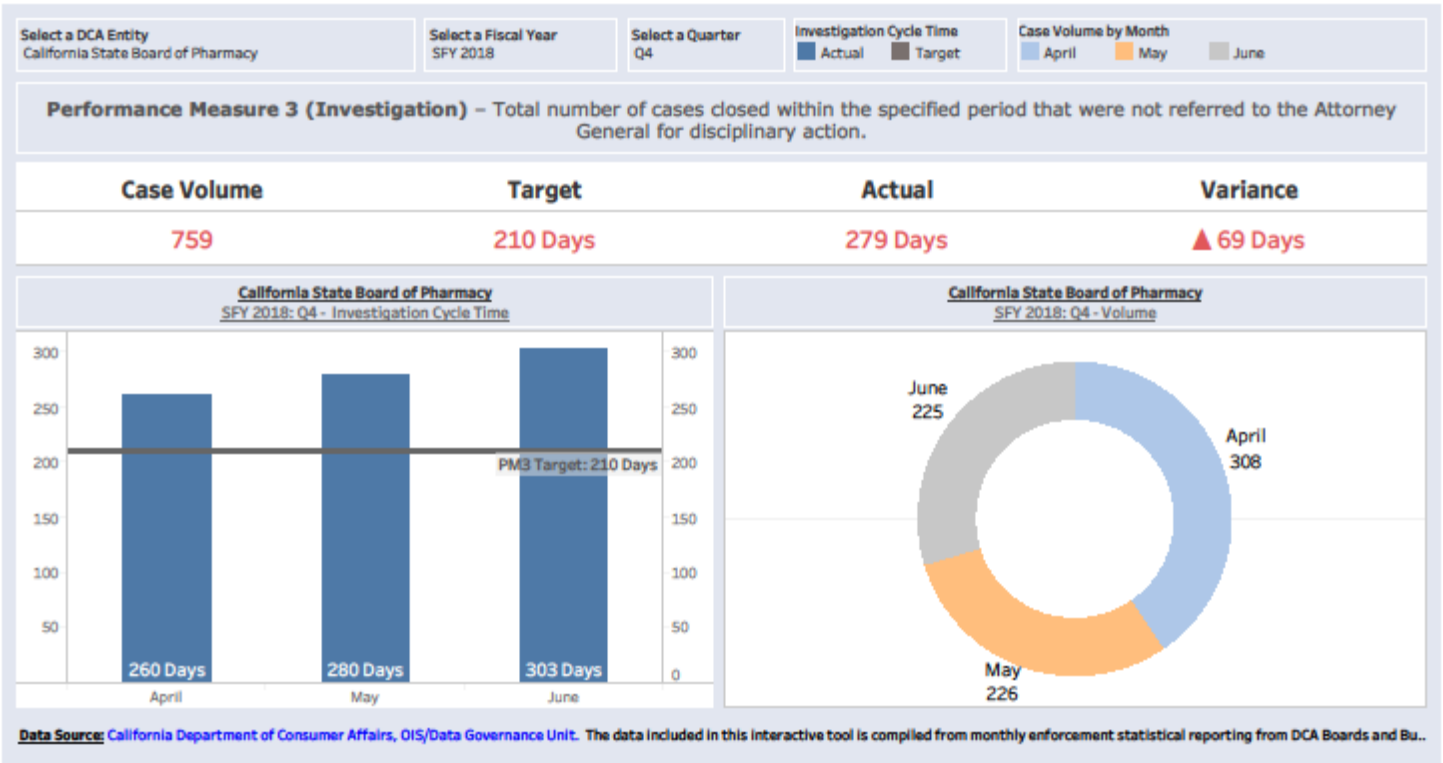 Select a DCA Entity
California State Board of Pharmacy
Select a Fiscal Year
SFY 2018
Select a Quarter
Q4
Investigation Cycle Time
Actual Target
Case Volume by Month
April May June
Performance Measure 3 (Investigation) – Total number of cases closed within the specified period that were not referred to the Attorney
General for disciplinary action.
Case Volume Target Actual Variance
759 210 Days 279 Days ▲ 69 Days
California State Board of Pharmacy
SFY 2018: Q4 - Investigation Cycle Time
300
250
200
150
100
50
PM3 Target: 210 Days
300
250
200
150
100
50
0
260 Days 280 Days 303 Days
April May June
California State Board of Pharmacy
SFY 2018: Q4 - Volume
June
225
April
308
May
226
Data Source: California Department of Consumer Affairs, OIS/Data Governance Unit. The data included in this interactive tool is compiled from monthly enforcement statistical reporting from DCA Boards and Bu..